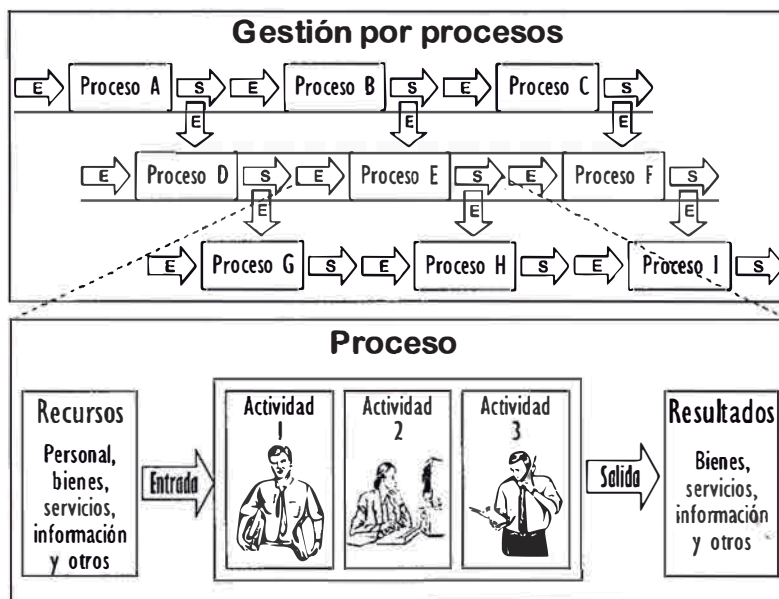 Gestión por procesos
E Proceso A S E Proceso B S E Proceso C S
E E E
E Proceso D S E Proceso E S E Proceso F S
E E E
E Proceso G S E Proceso H S E Proceso I S
Proceso
Recursos
Personal,
bienes,
servicios,
información
y otros
Entrada
Actividad
1
Actividad
2
Actividad
3
Salida
Resultados
Bienes,
servicios,
información
y otros